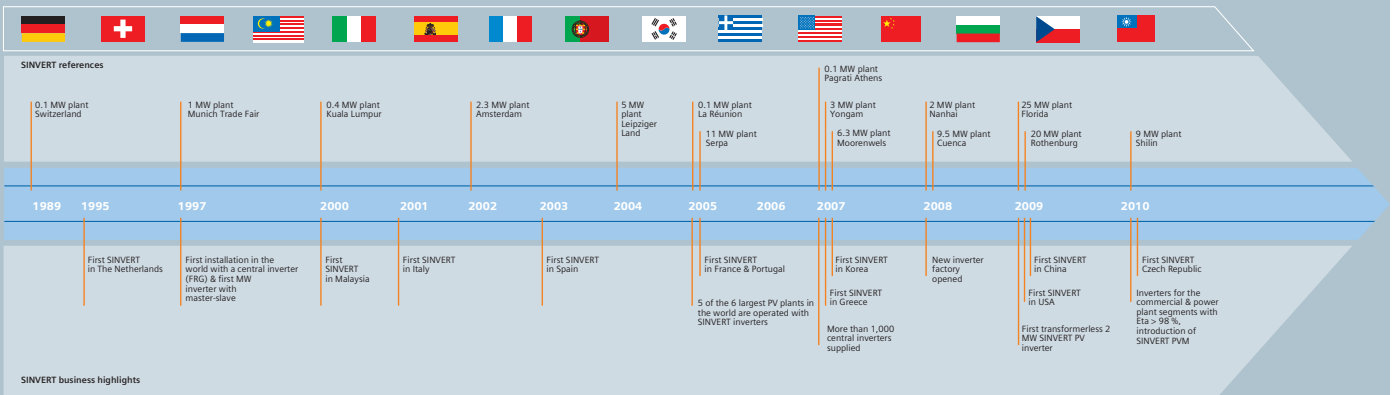 SINVERT references
0.1 MW plant
Pagrati Athens
0.1 MW plant
Switzerland
1 MW plant
Munich Trade Fair
0.4 MW plant
Kuala Lumpur
2.3 MW plant
Amsterdam
5 MW
plant
Leipziger
Land
0.1 MW plant
La Réunion
11 MW plant
Serpa
3 MW plant
Yongam
6.3 MW plant
Moorenwels
2 MW plant
Nanhai
9.5 MW plant
Cuenca
25 MW plant
Florida
20 MW plant
Rothenburg
9 MW plant
Shilin
1989 1995 1997 2000 2001 2002 2003 2004 2005 2006 2007 2008 2009 2010
First SINVERT
in The Netherlands
First installation in the
world with a central inverter
(FRG) & first MW
inverter with
master-slave
First
SINVERT
in Malaysia
First SINVERT
in Italy
First SINVERT
in Spain
First SINVERT
in France & Portugal
5 of the 6 largest PV plants in
the world are operated with
SINVERT inverters
First SINVERT
in Korea
First SINVERT
in Greece
More than 1,000
central inverters
supplied
New inverter
factory
opened
First SINVERT
in China
First SINVERT
in USA
First transformerless 2
MW SINVERT PV
inverter
First SINVERT
Czech Republic
Inverters for the
commercial & power
plant segments with
Eta > 98 %,
introduction of
SINVERT PVM
SINVERT business highlights